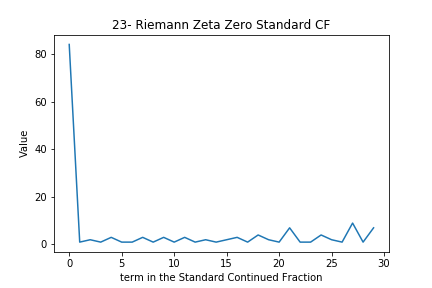 23- Riemann Zeta Zero Standard CF
Value
80
60
40
20
0
0 5 10 15 20 25 30
term in the Standard Continued Fraction